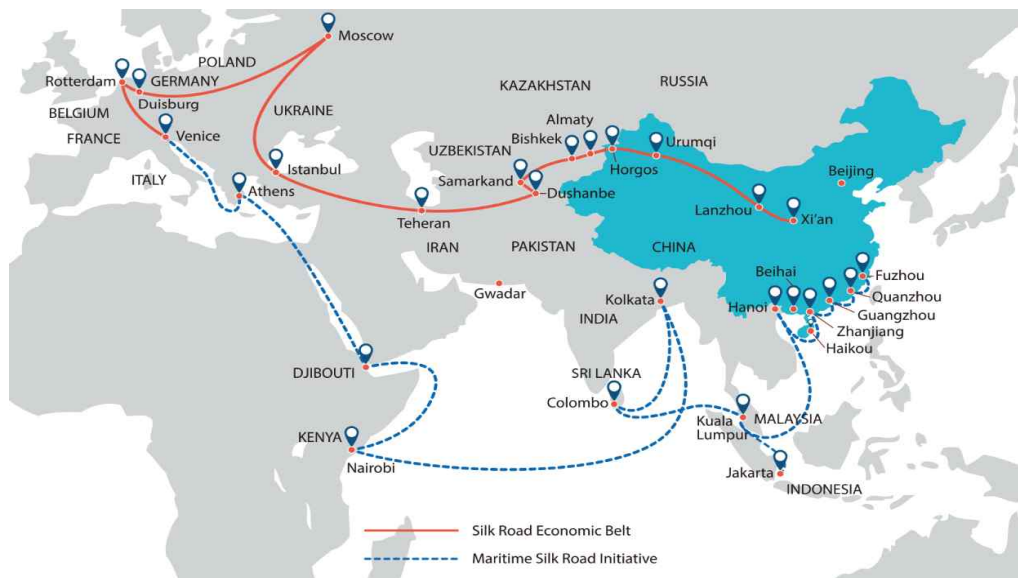 Moscow
POLAND
Rotterdam
GERMANY
Duisburg
BELGIUM
FRANCE
Venice
ITALY
UKRAINE
Istanbul
Athens
KAZAKHSTAN
RUSSIA
Almaty
Bishkek
UZBEKISTAN
Urumqi
Horgos
Samarkand
Dushanbe
Beijing
Lanzhou
Xi'an
Teheran
IRAN
PAKISTAN
CHINA
Gwadar
Kolkata
INDIA
Beihai
Hanoi
Fuzhou
Quanzhou
Guangzhou
Zhanjiang
Haikou
DJIBOUTI
SRI LANKA
Colombo
Kuala
Lumpur
MALAYSIA
KENYA
Nairobi
Jakarta
INDONESIA
Silk Road Economic Belt
Maritime Silk Road Initiative